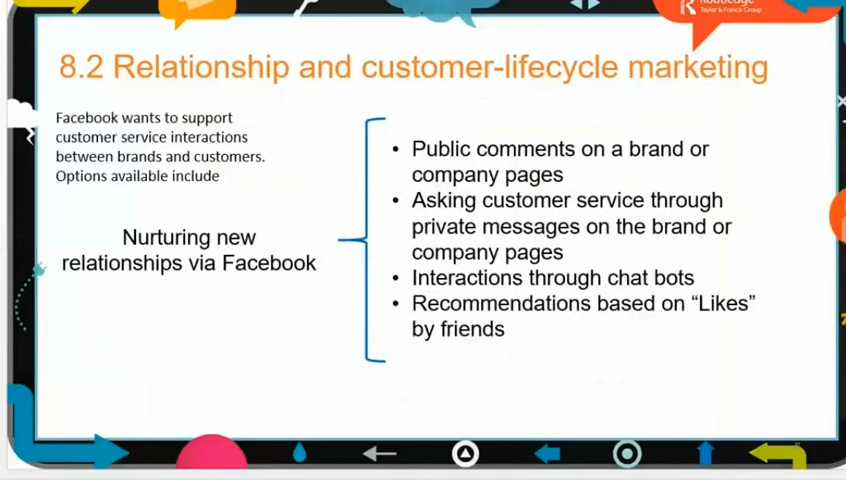 Routledge
Taylor & Francis Group
8.2 Relationship and customer-lifecycle marketing
Facebook wants to support
customer service interactions
between brands and customers.
Options available include
Nurturing new
relationships via Facebook
• Public comments on a brand or
company pages
• Asking customer service through
private messages on the brand or
company pages
• Interactions through chat bots
• Recommendations based on “Likes”
by friends